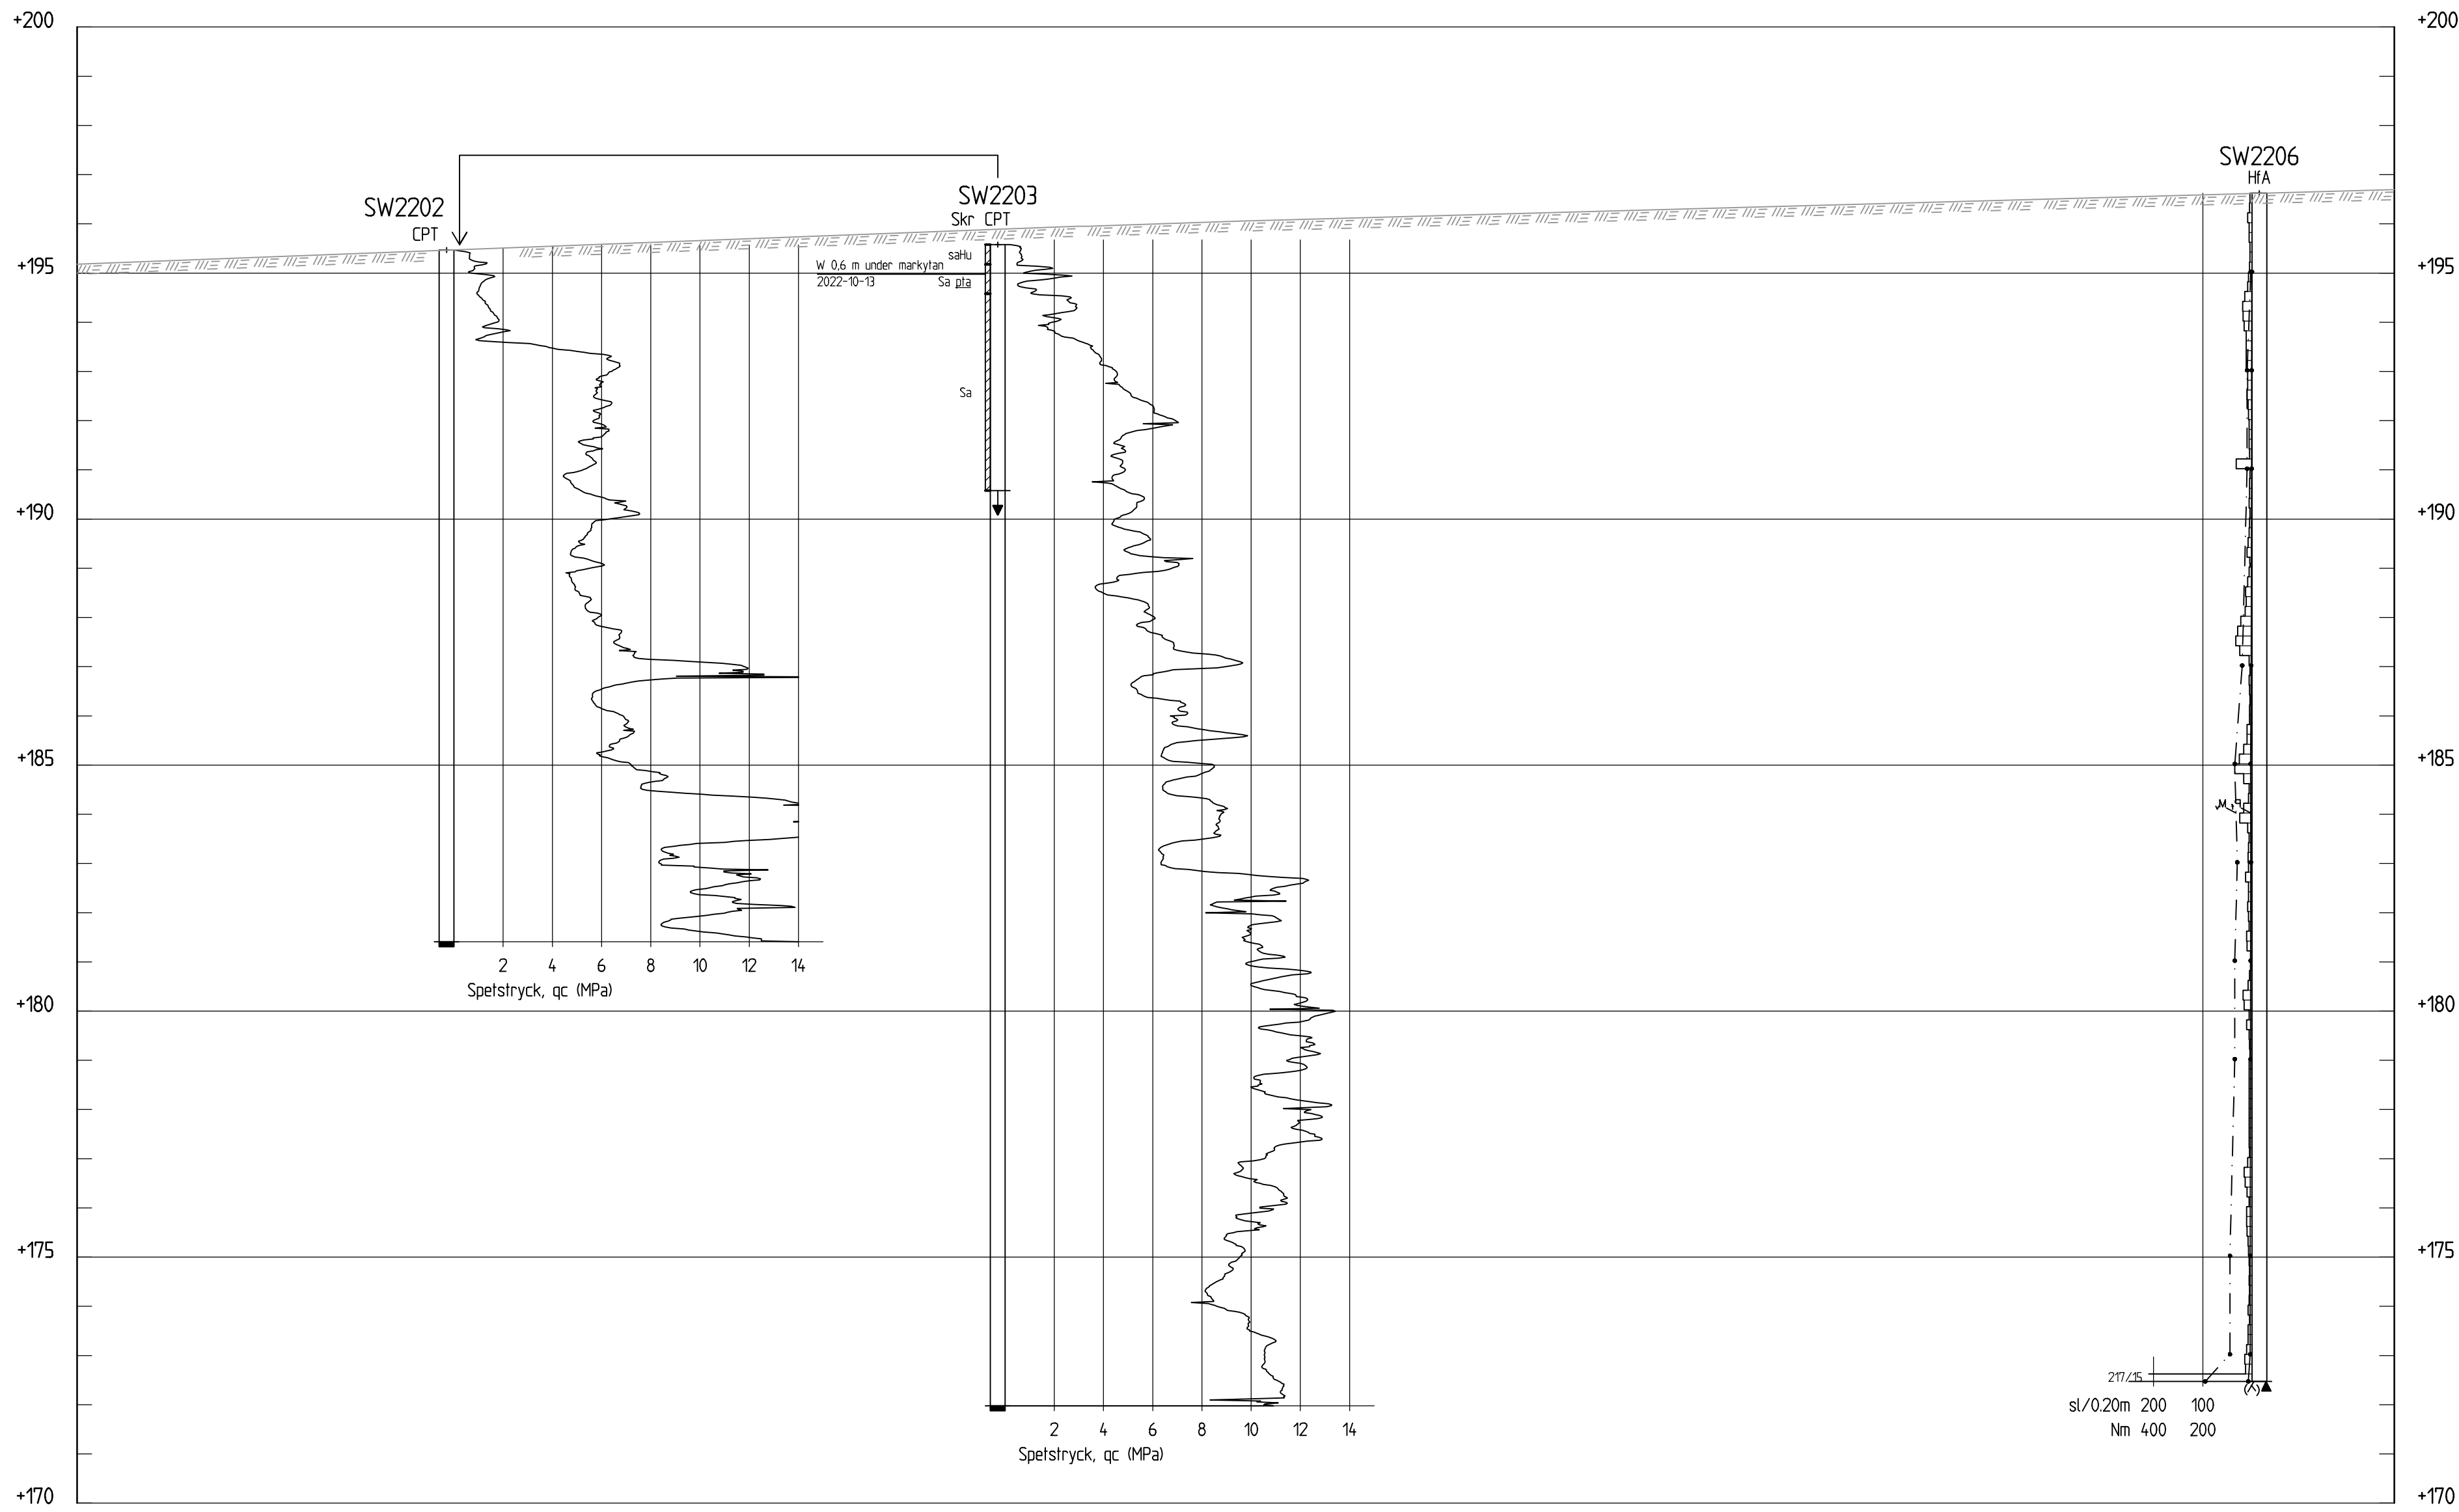 +200
+200
SW2206
HfA
SW2203
Skr CPT
SW2202
CPT
saHu
W 0,6 m under markytan
2022-10-13
Sa pta
+195
+195
Sa
+190
+190
+185
+185
Mv
2 4 6 8 10 12 14
Spetstryck, qc (MPa)
+180
+180
+175
+175
217/15
(X)
sl/0.20m 200 100
Nm 400 200
2 4 6 8 10 12 14
Spetstryck, qc (MPa)
+170
+170